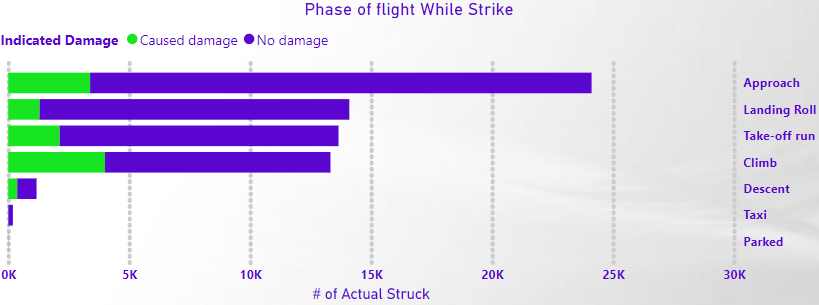 Phase of flight While Strike
Indicated Damage Caused damage No damage
Approach
Landing Roll
Take-off run
Climb
Descent
Taxi
Parked
0K 5K 10K 15K 20K 25K 30K
# of Actual Struck